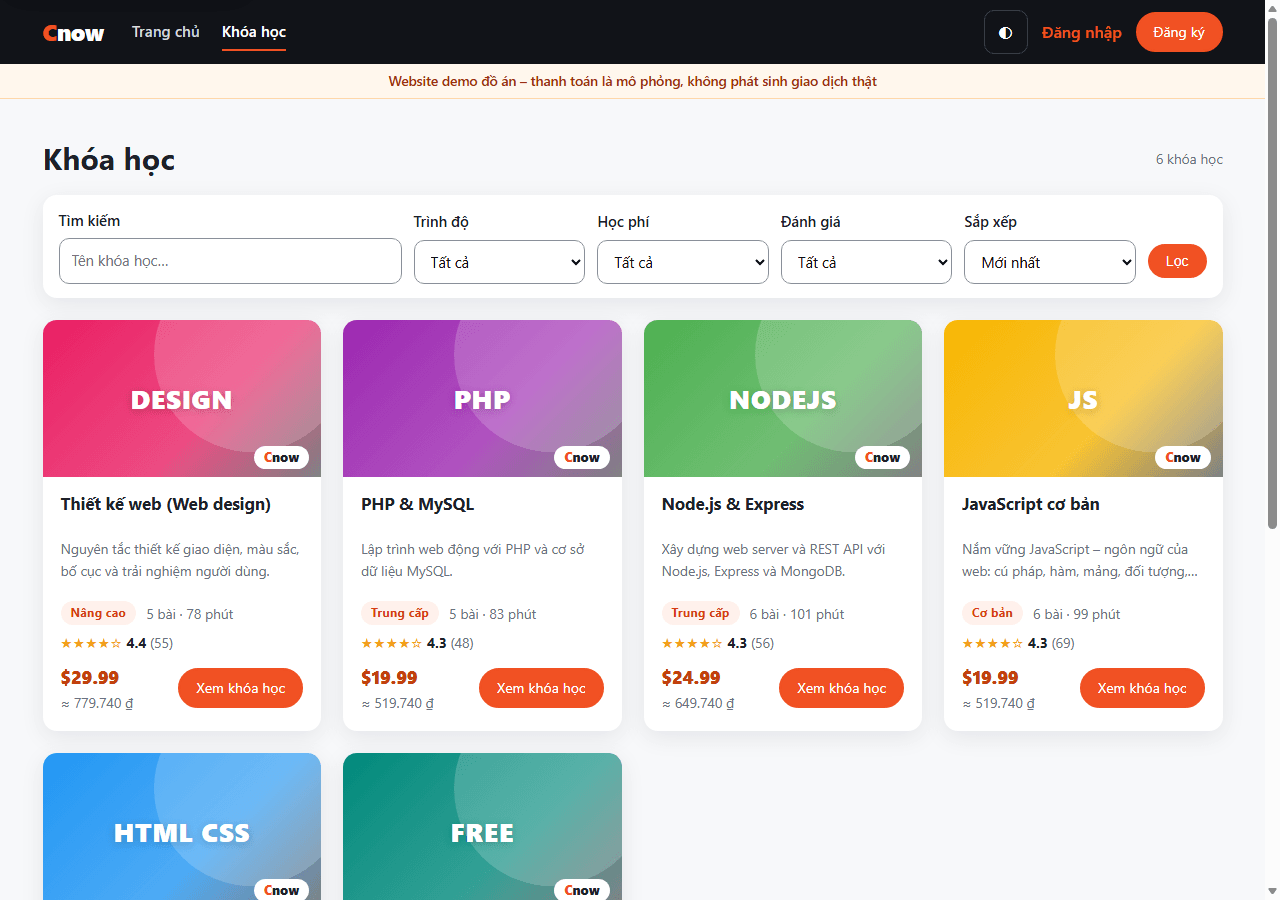 Cnow Trang chủ Khóa học Đăng nhập Đăng ký
Website demo đồ án – thanh toán là mô phỏng, không phát sinh giao dịch thật
Khóa học 6 khóa học
Tìm kiếm Trình độ Học phí Đánh giá Sắp xếp
Tên khóa học... Tất cả Tất cả Tất cả Mới nhất Lọc
DESIGN
Cnow
Thiết kế web (Web design)
Nguyên tắc thiết kế giao diện, màu sắc,
bố cục và trải nghiệm người dùng.
Nâng cao 5 bài · 78 phút
★★★★☆ 4.4 (55)
$29.99
≈ 779.740 ₫
Xem khóa học
PHP
Cnow
PHP & MySQL
Lập trình web động với PHP và cơ sở
dữ liệu MySQL.
Trung cấp 5 bài · 83 phút
★★★★☆ 4.3 (48)
$19.99
≈ 519.740 ₫
Xem khóa học
NODEJS
Cnow
Node.js & Express
Xây dựng web server và REST API với
Node.js, Express và MongoDB.
Trung cấp 6 bài · 101 phút
★★★★☆ 4.3 (56)
$24.99
≈ 649.740 ₫
Xem khóa học
JS
Cnow
JavaScript cơ bản
Nắm vững JavaScript – ngôn ngữ của
web: cú pháp, hàm, mảng, đối tượng,...
Cơ bản 6 bài · 99 phút
★★★★☆ 4.3 (69)
$19.99
≈ 519.740 ₫
Xem khóa học
HTML CSS
Cnow
FREE
Cnow